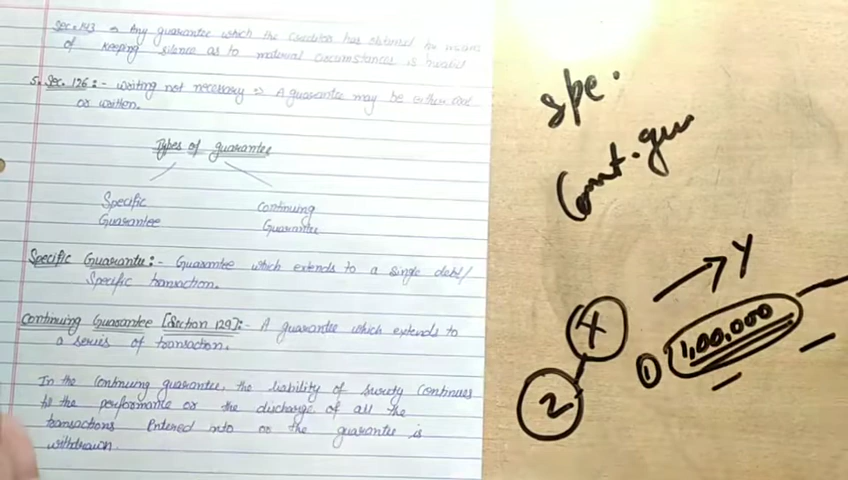 Sec. 143 → Any guarantee which the Creditor has obtained by means
of keeping silence as to material circumstances is invalid
5. Sec. 126:- Writing not necessary ⇒ A guarantee may be either oral
or written.
Types of guarantee
Specific
Guarantee
Continuing
Guarantee
Specific Guarantee:- Guarantee which extends to a single debt/
Specific transaction.
Continuing Guarantee [Section 129]:- A guarantee which extends to
a series of transaction.
In the Continuing guarantee, the liability of surety continues
till the performance or the discharge of all the
transactions Entered into or the guarantee is
withdrawn.
spe.
Cont. gua
X → Y
Z
① 1,00,000